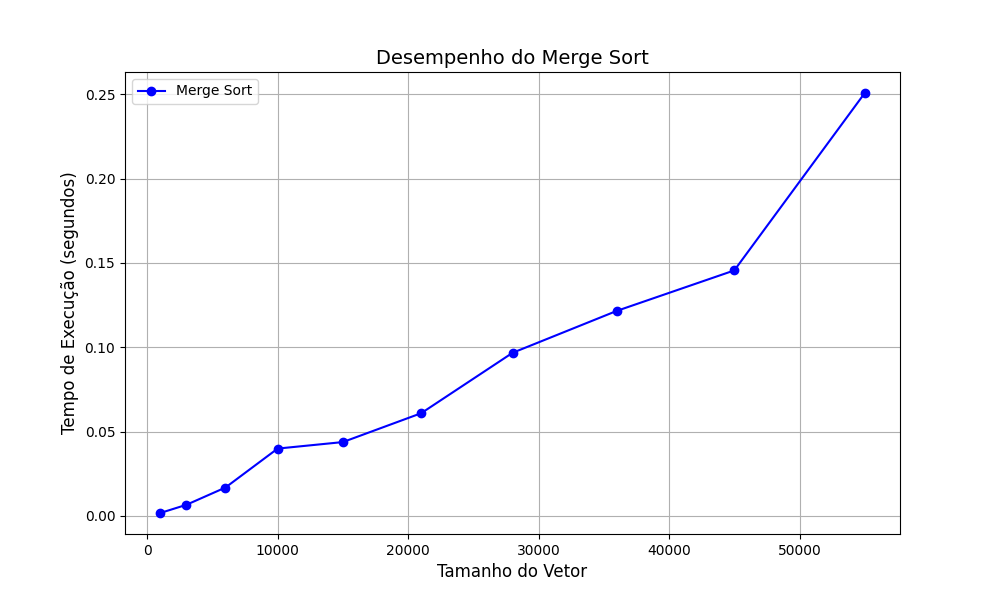 Desempenho do Merge Sort
Merge Sort
Tempo de Execução (segundos)
0.25
0.20
0.15
0.10
0.05
0.00
0 10000 20000 30000 40000 50000
Tamanho do Vetor